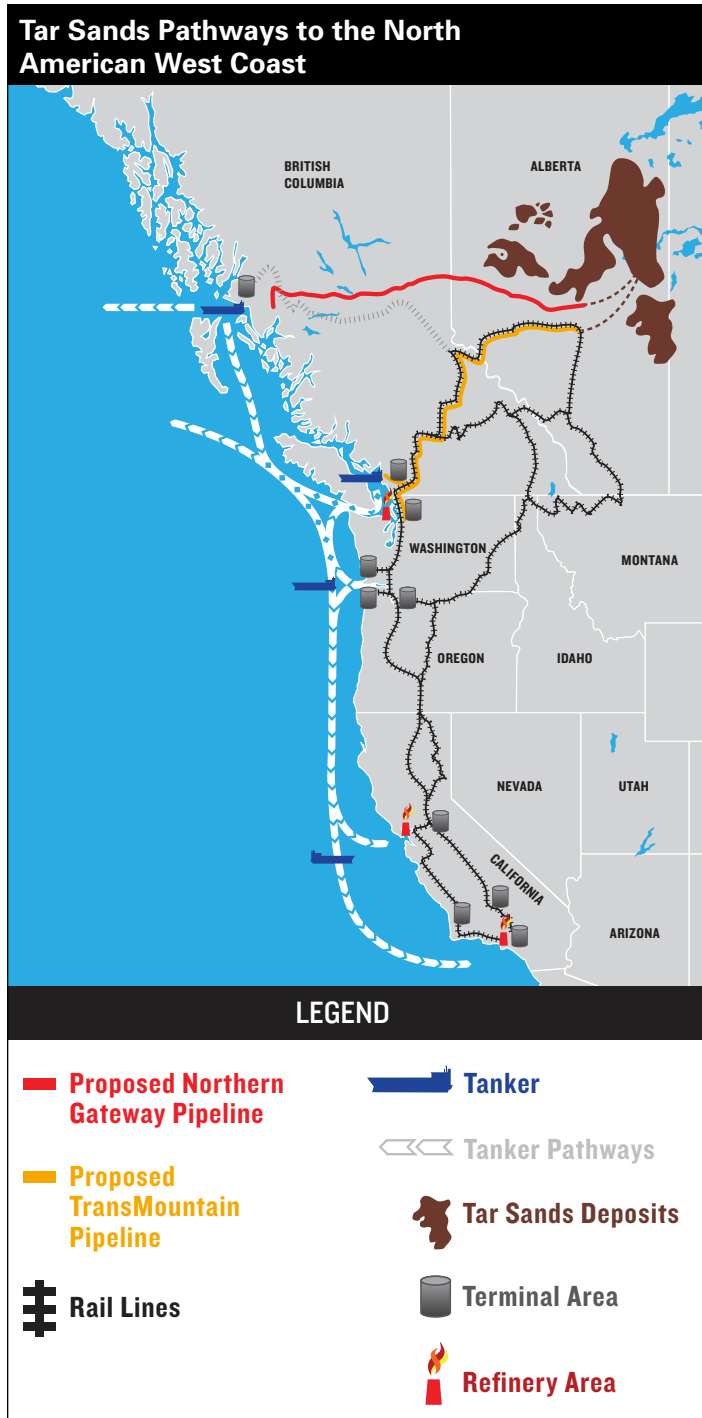 Tar Sands Pathways to the North
American West Coast
BRITISH
COLUMBIA
ALBERTA
WASHINGTON
MONTANA
OREGON
IDAHO
NEVADA
UTAH
CALIFORNIA
ARIZONA
LEGEND
Proposed Northern
Gateway Pipeline
Proposed
TransMountain
Pipeline
Rail Lines
Tanker
Tanker Pathways
Tar Sands Deposits
Terminal Area
Refinery Area